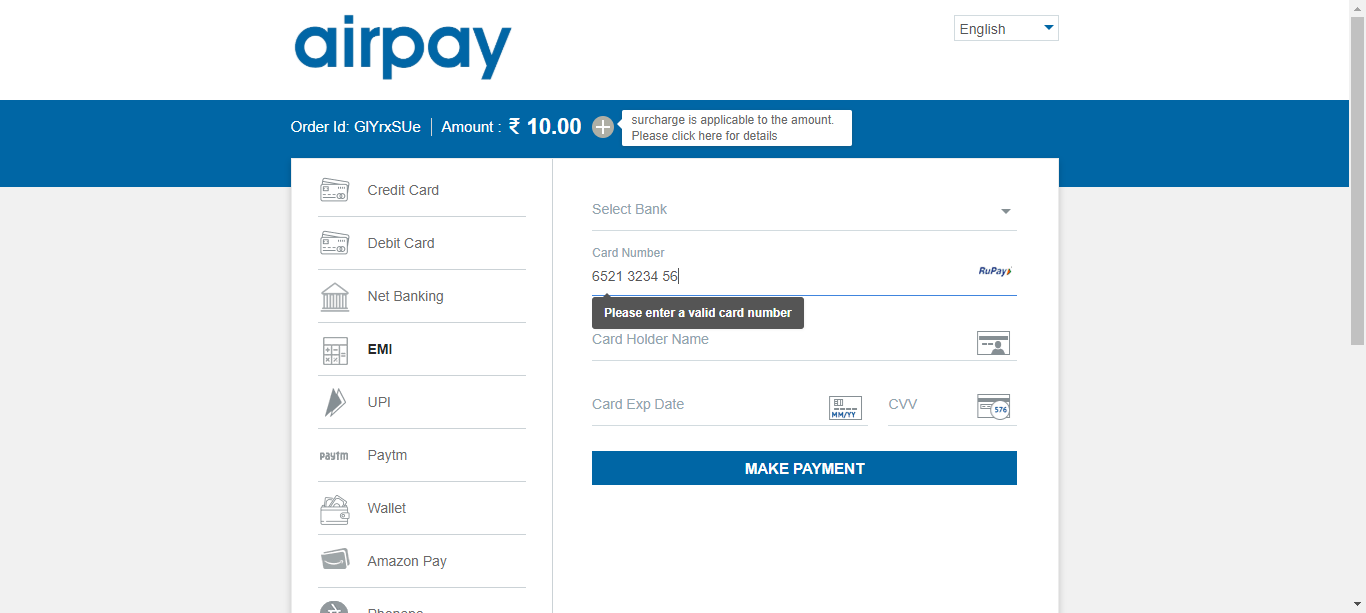 airpay
English
Order Id: GIYrxSUe Amount : ₹ 10.00
surcharge is applicable to the amount.
Please click here for details
Credit Card
Debit Card
Net Banking
EMI
UPI
Paytm Paytm
Wallet
Amazon Pay
Phonepe
Select Bank
Card Number
6521 3234 56
RuPay
Please enter a valid card number
Card Holder Name
Card Exp Date
MM/YY
CVV
576
MAKE PAYMENT